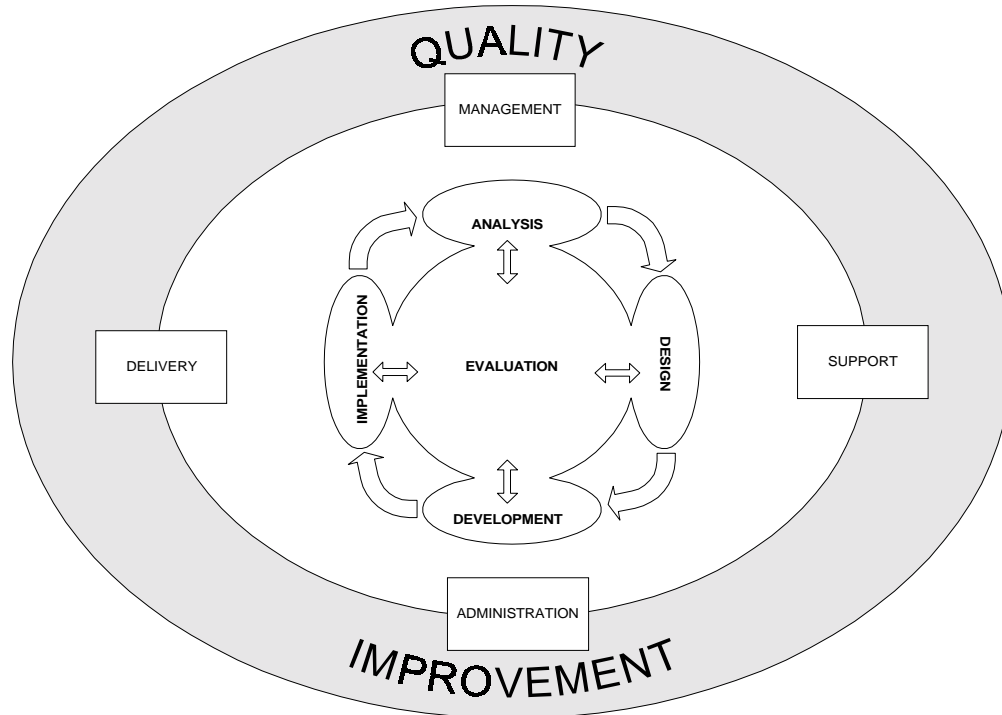 QUALITY
MANAGEMENT
ANALYSIS
IMPLEMENTATION
DESIGN
EVALUATION
DELIVERY
SUPPORT
DEVELOPMENT
ADMINISTRATION
IMPROVEMENT